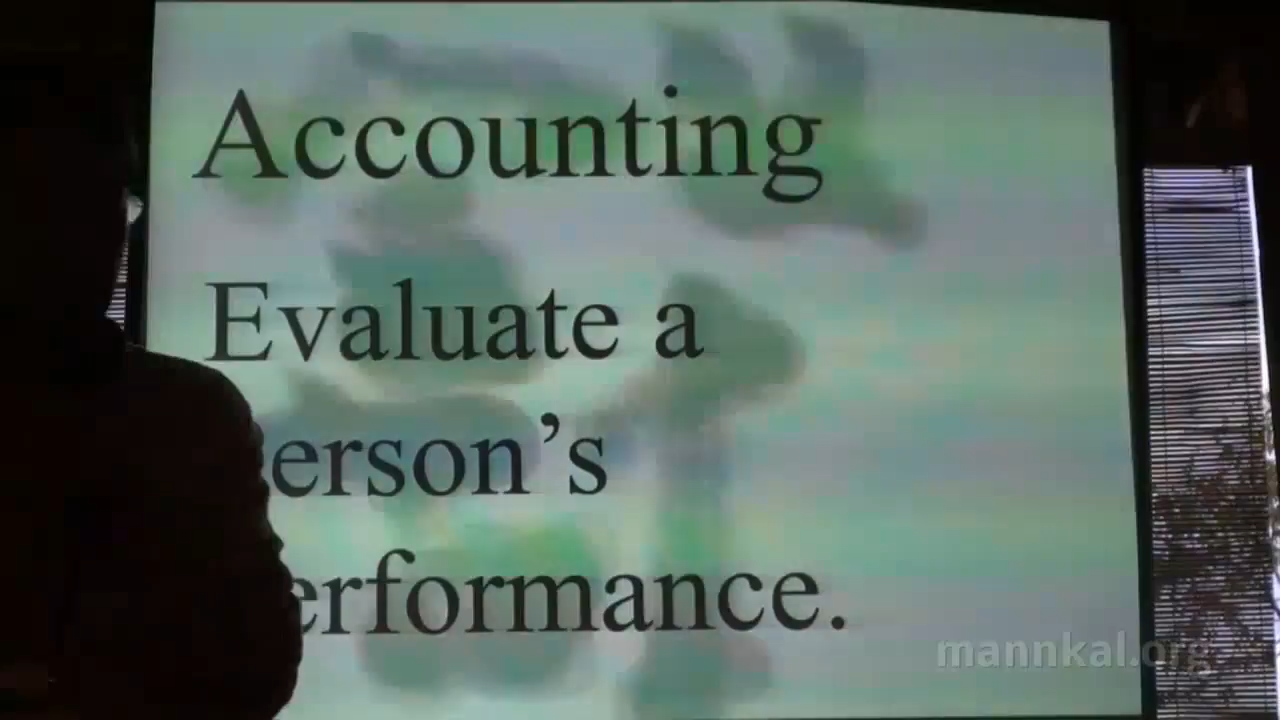 Accounting
Evaluate a
erson's
erformance.
mannkal.org